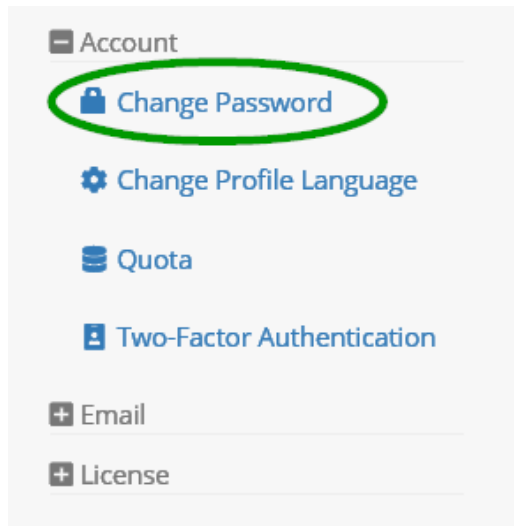 Account
Change Password
Change Profile Language
Quota
Two-Factor Authentication
Email
License